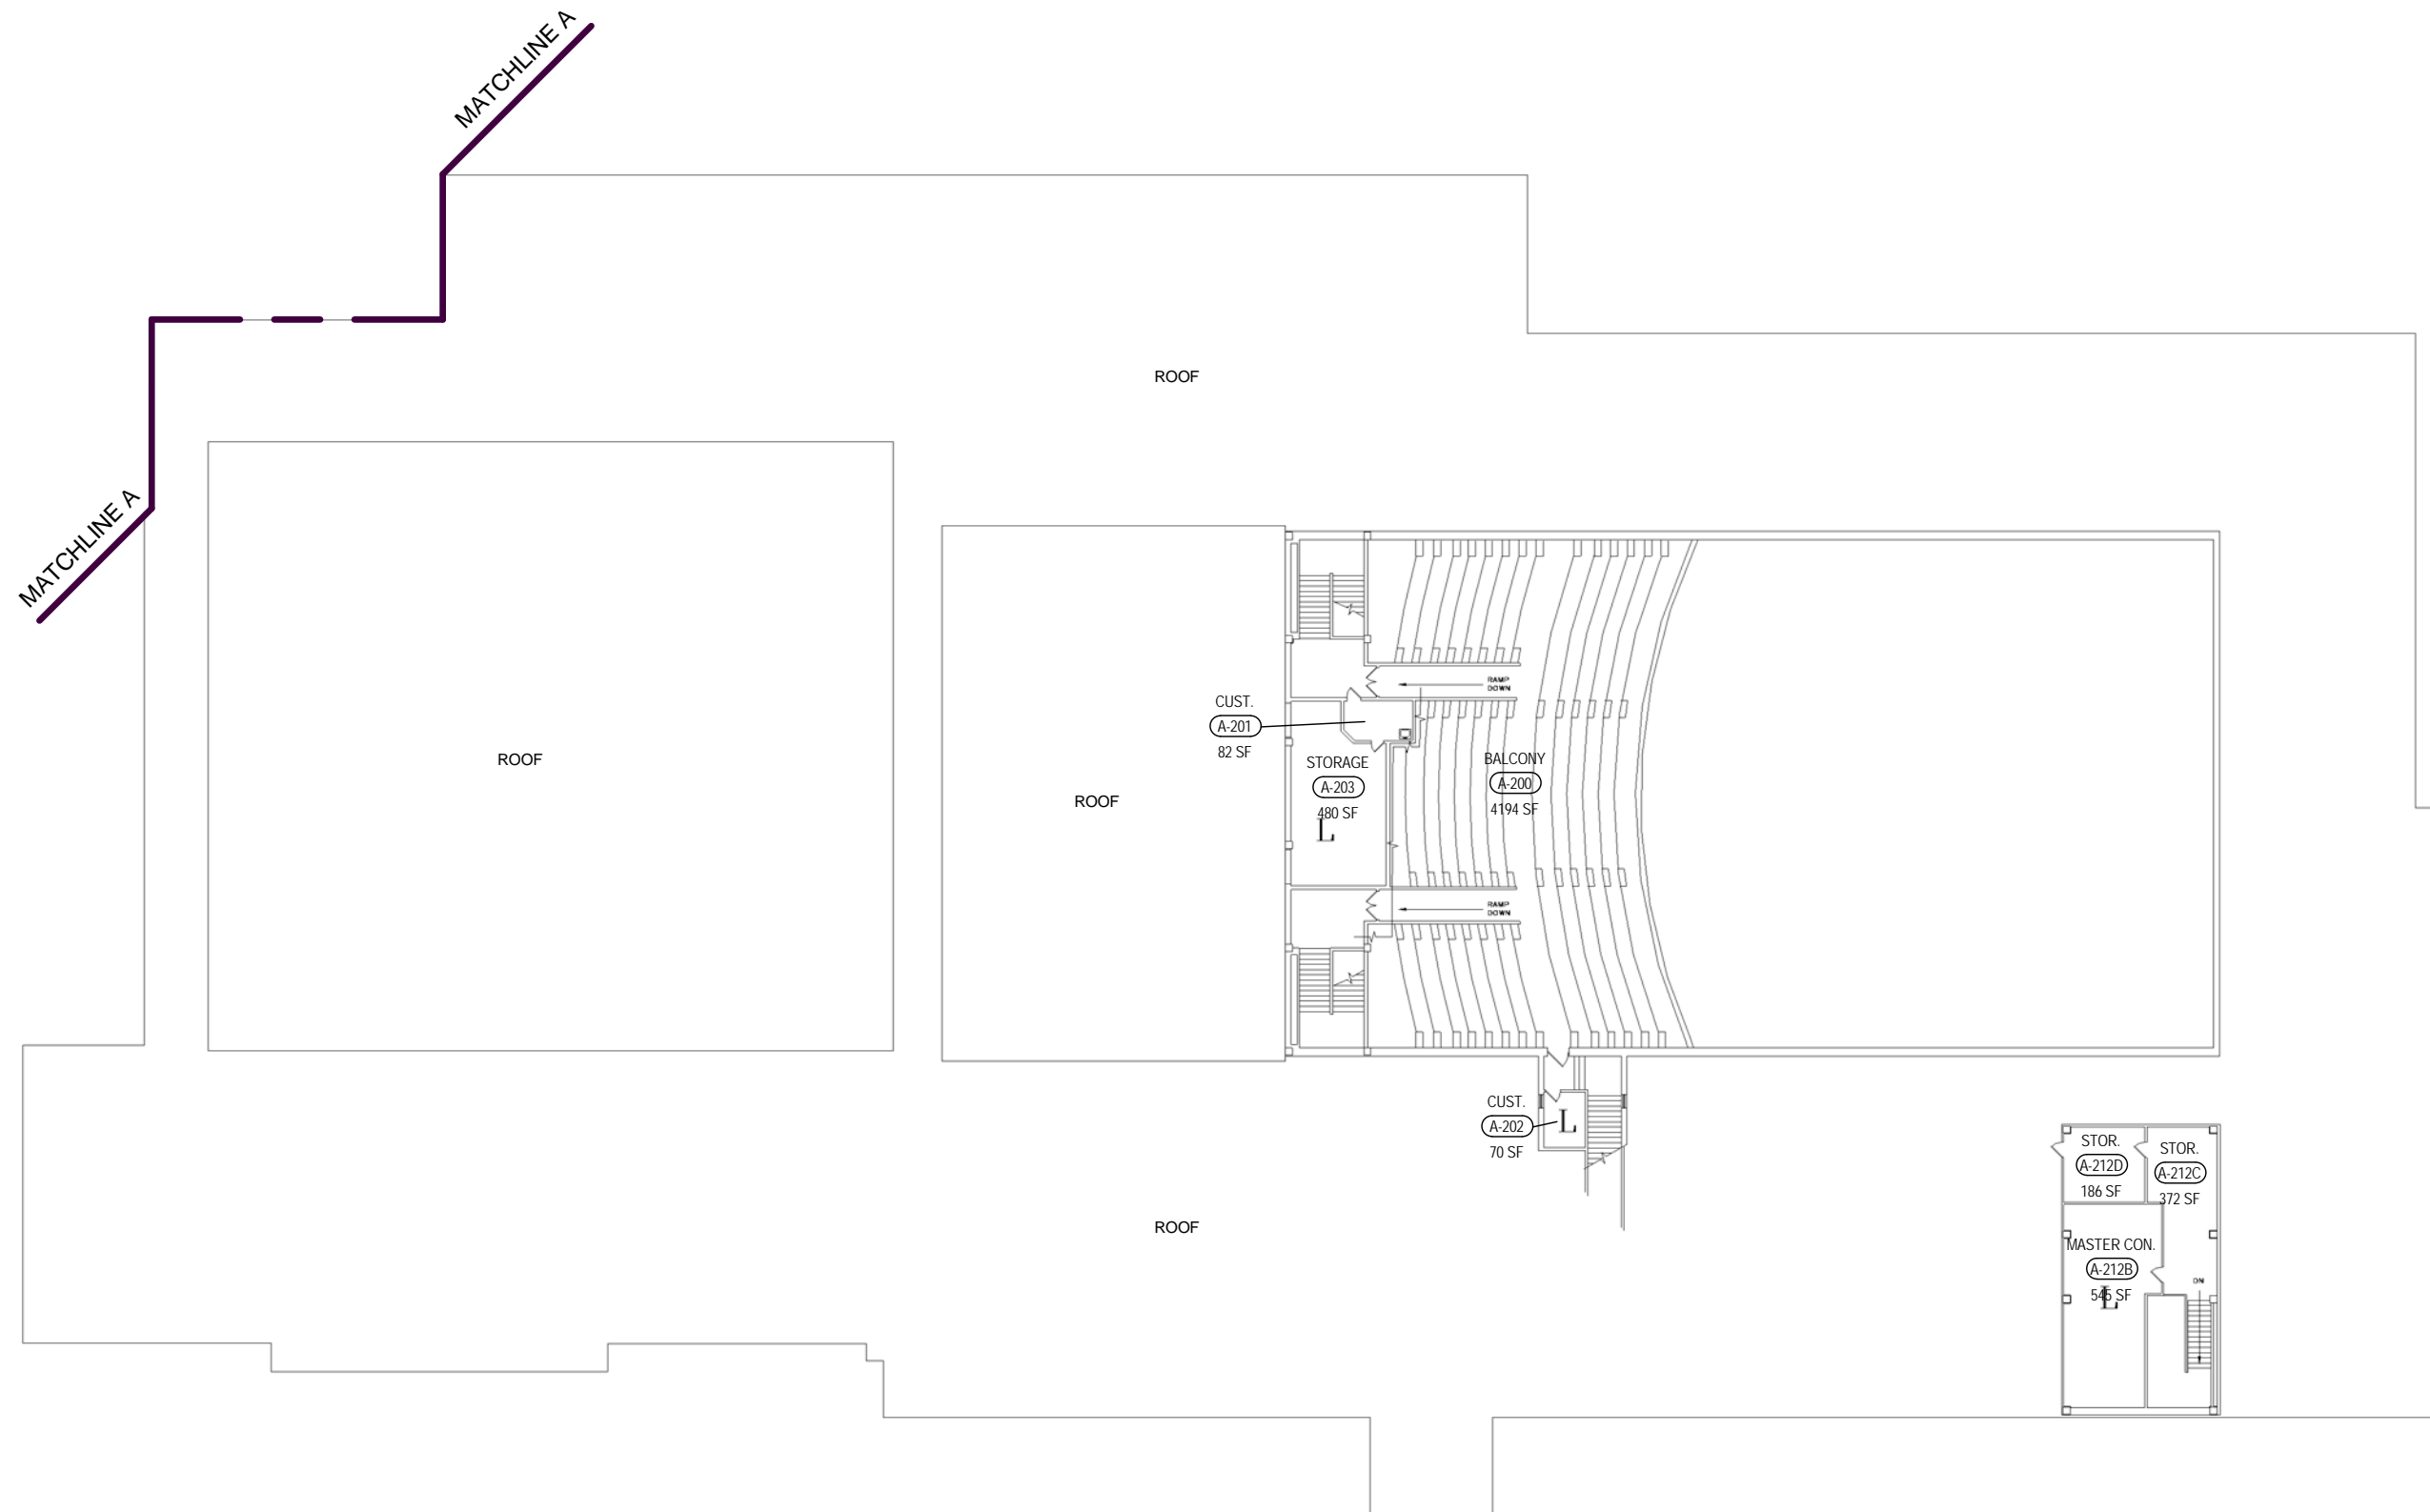 MATCHLINE A
ROOF
MATCHLINE A
RAMP
DOWN
CUST.
A-201
82 SF
ROOF
ROOF
STORAGE
A-203
480 SF
L
BALCONY
A-200
4194 SF
RAMP
DOWN
CUST.
A-202
70 SF
L
STOR.
A-212D
186 SF
STOR.
A-212C
372 SF
ROOF
MASTER CON.
A-212B
545 SF
L
DN